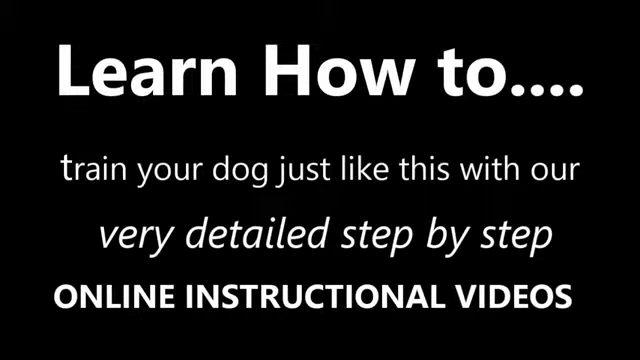 Learn How to....
train your dog just like this with our
very detailed step by step
ONLINE INSTRUCTIONAL VIDEOS